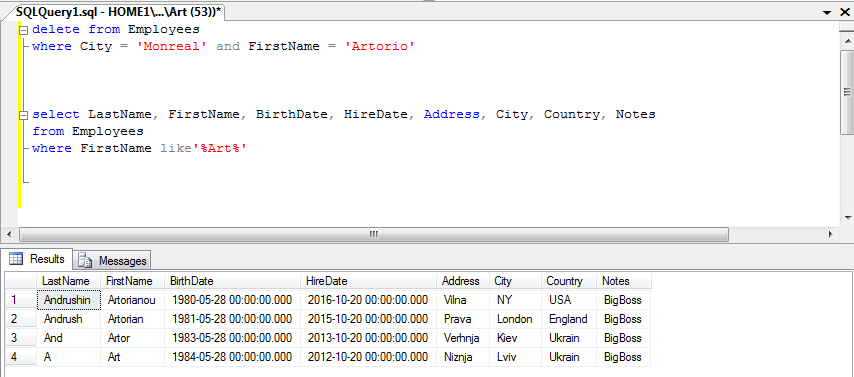 SQLQuery1.sql - HOME1\...\Art (53))*
delete from Employees
where City = 'Monreal' and FirstName = 'Artorio'
select LastName, FirstName, BirthDate, HireDate, Address, City, Country, Notes
from Employees
where FirstName like'%Art%'
Results Messages
LastName FirstName BirthDate HireDate Address City Country Notes
1 Andrushin Artorianou 1980-05-28 00:00:00.000 2016-10-20 00:00:00.000 Vilna NY USA BigBoss
2 Andrush Artorian 1981-05-28 00:00:00.000 2015-10-20 00:00:00.000 Prava London England BigBoss
3 And Artor 1983-05-28 00:00:00.000 2013-10-20 00:00:00.000 Verhnja Kiev Ukrain BigBoss
4 A Art 1984-05-28 00:00:00.000 2012-10-20 00:00:00.000 Niznja Lviv Ukrain BigBoss